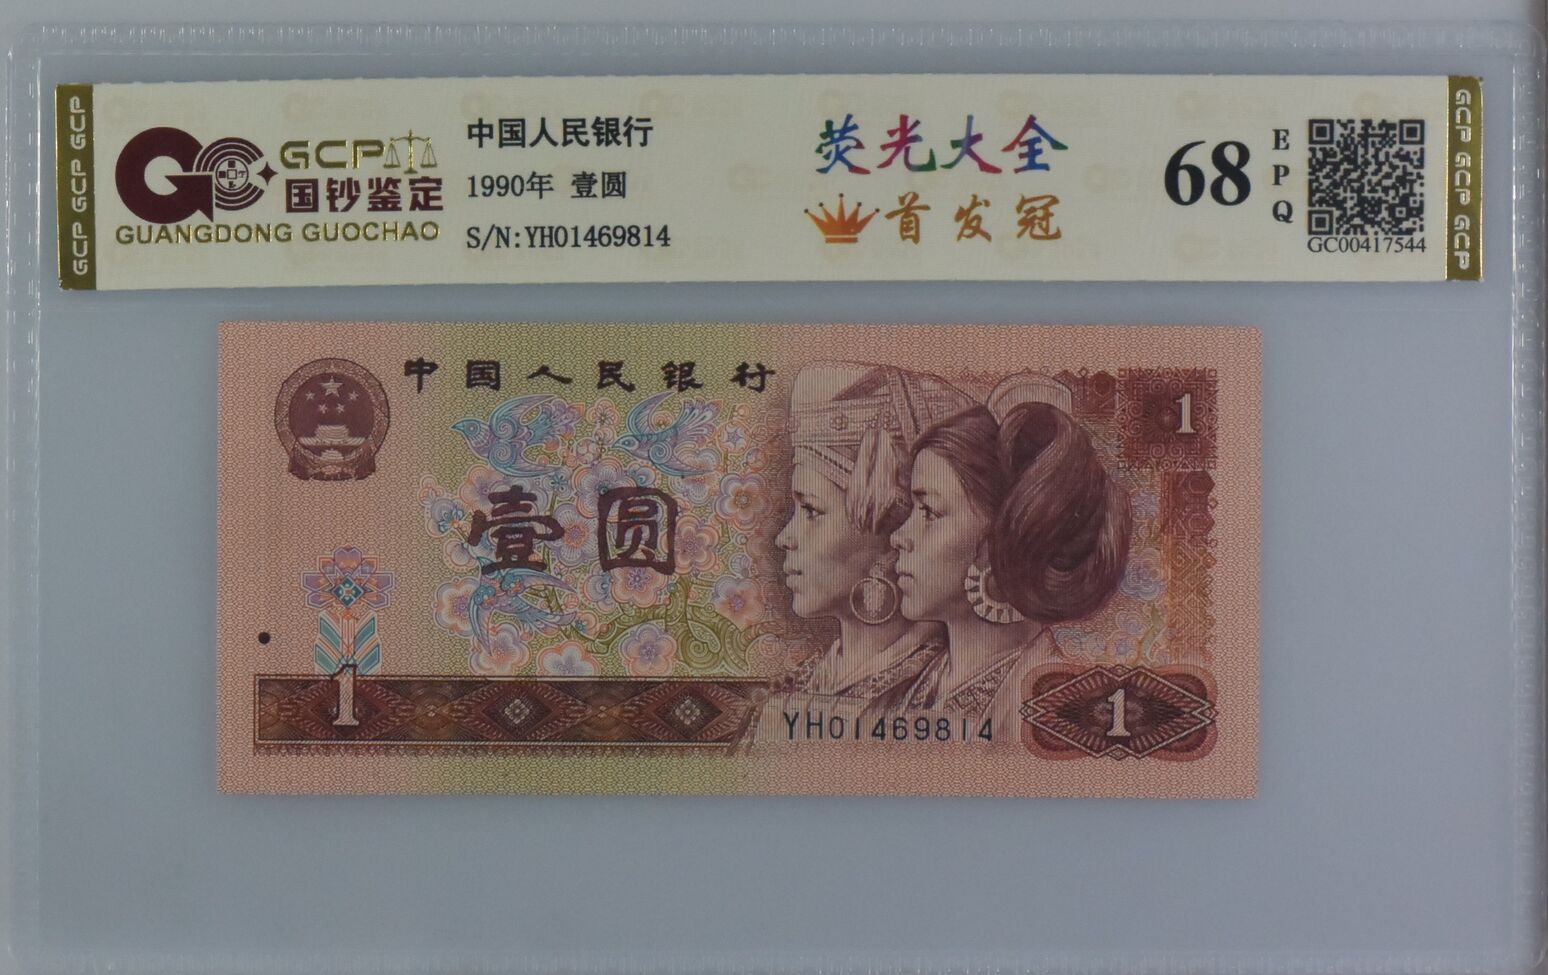 GCP GCP GCP
GCP
国钞鉴定
GUANGDONG GUOCHAO
中国人民银行
1990年 壹圆
S/N:YH01469814
荧光大全
首发冠
68
EPQ
GC00417544
GCP GCP GCP
中国人民银行
1
壹圆
1
YH01469814
1